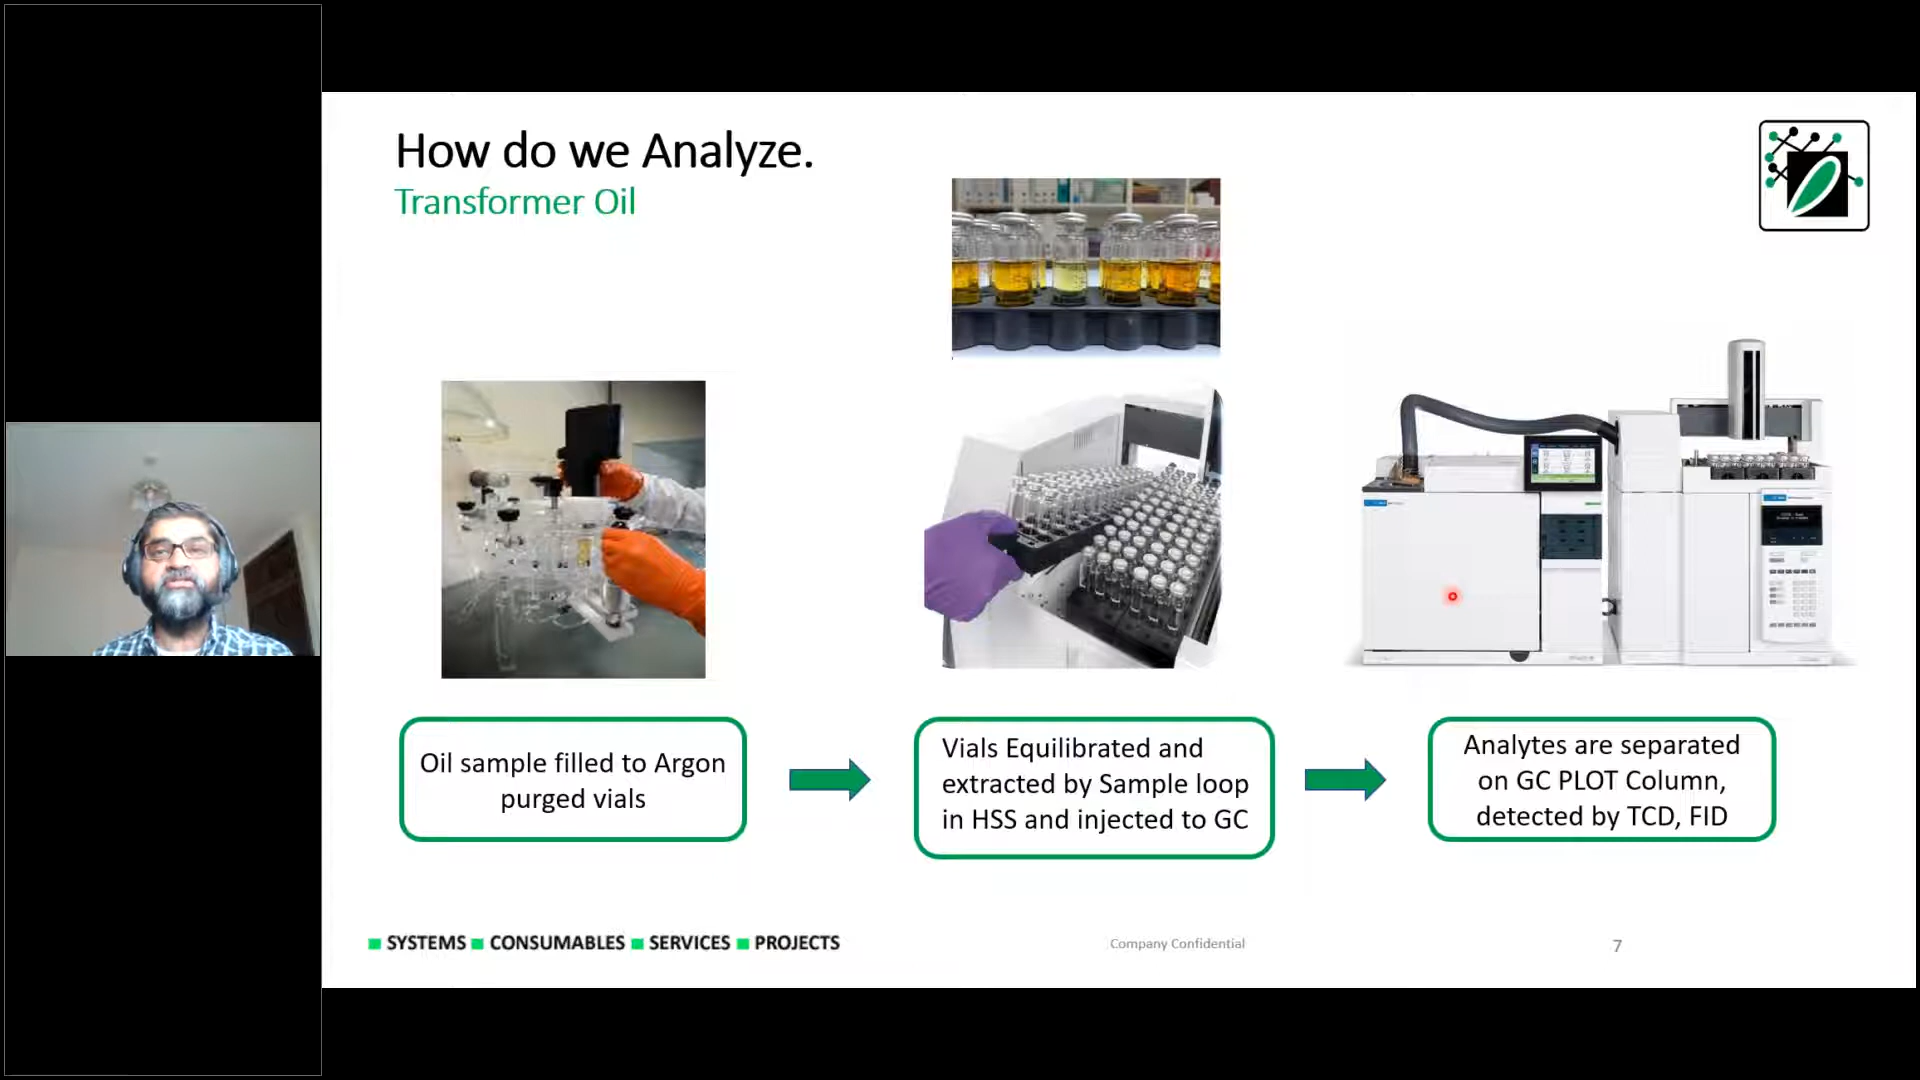 How do we Analyze.
Transformer Oil
Oil sample filled to Argon
purged vials
Vials Equilibrated and
extracted by Sample loop
in HSS and injected to GC
Analytes are separated
on GC PLOT Column,
detected by TCD, FID
SYSTEMS CONSUMABLES SERVICES PROJECTS
Company Confidential
7